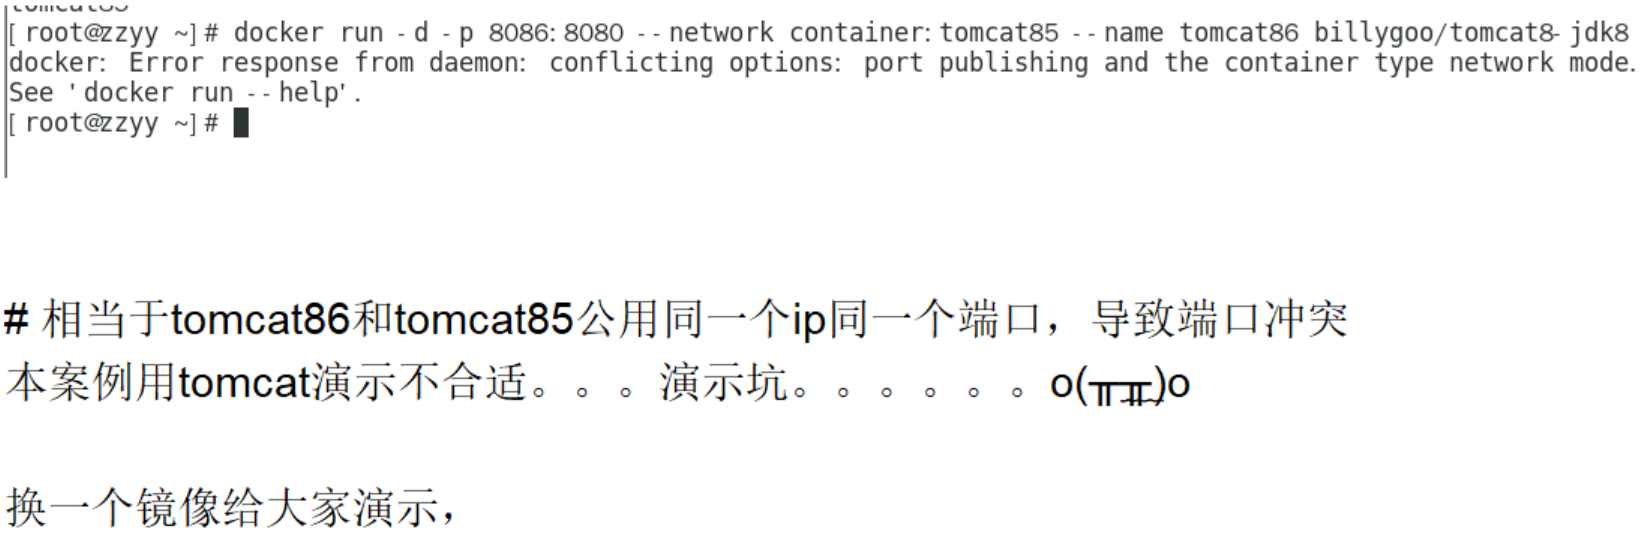 tomcat85
[root@zzyy ~]# docker run -d -p 8086:8080 --network container:tomcat85 --name tomcat86 billygoo/tomcat8-jdk8
docker: Error response from daemon: conflicting options: port publishing and the container type network mode.
See 'docker run --help'.
[root@zzyy ~]#
# 相当于tomcat86和tomcat85公用同一个ip同一个端口，导致端口冲突
本案例用tomcat演示不合适。。。演示坑。。。。。。o(╥﹏╥)o
换一个镜像给大家演示，